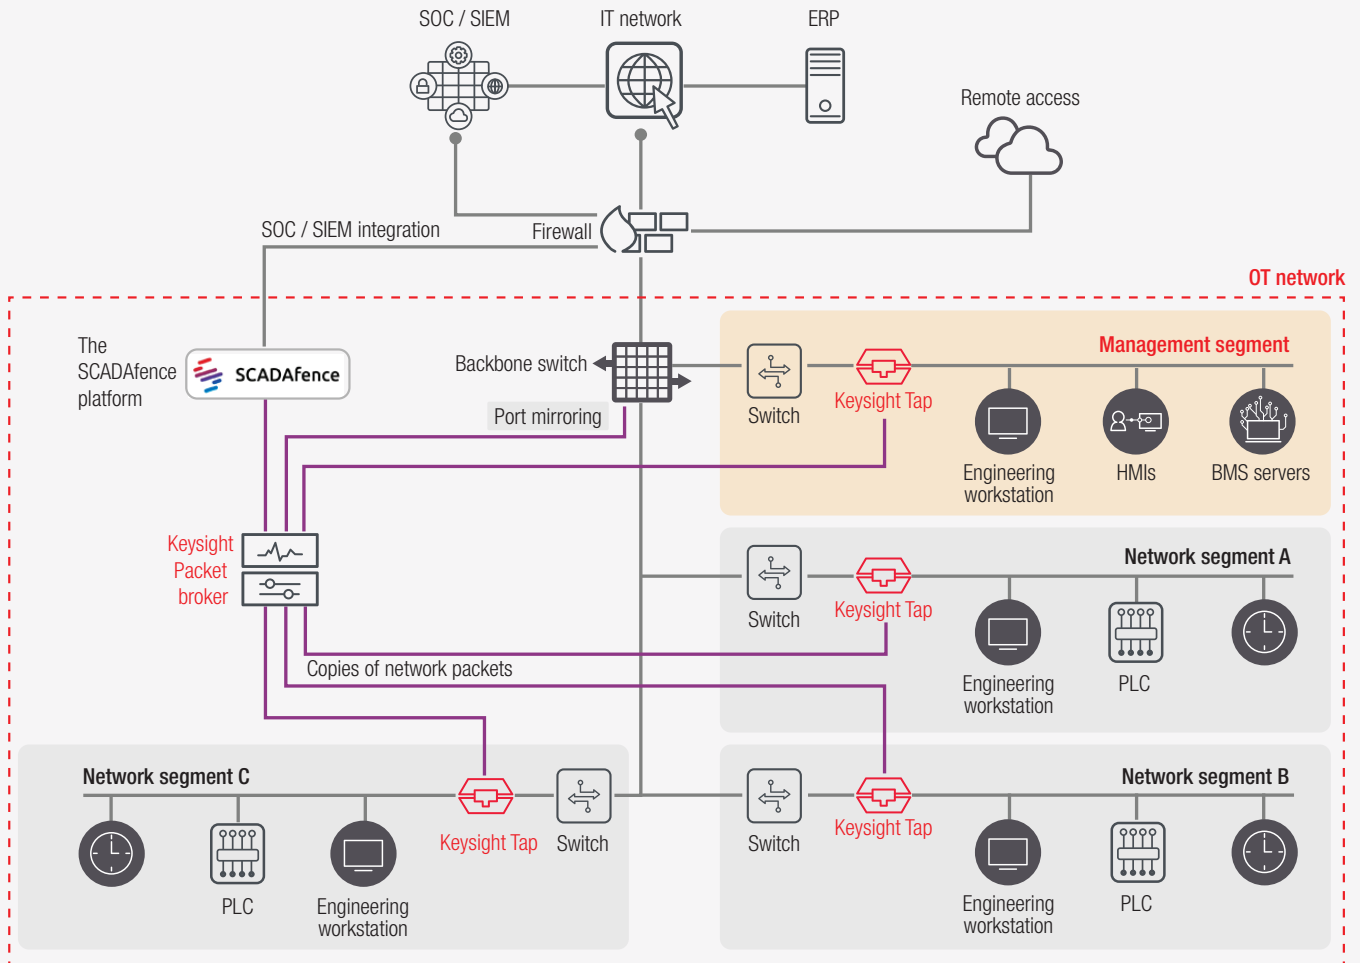 SOC / SIEM
IT network
ERP
Remote access
SOC / SIEM integration
Firewall
OT network
The
SCADAfence
platform
SCADAfence
Backbone switch
Port mirroring
Management segment
Switch
Keysight Tap
Engineering
workstation
HMIs
BMS servers
Keysight
Packet
broker
Network segment A
Switch
Keysight Tap
Engineering
workstation
PLC
Copies of network packets
Network segment C
Keysight Tap
Switch
PLC
Engineering
workstation
Network segment B
Switch
Keysight Tap
Engineering
workstation
PLC